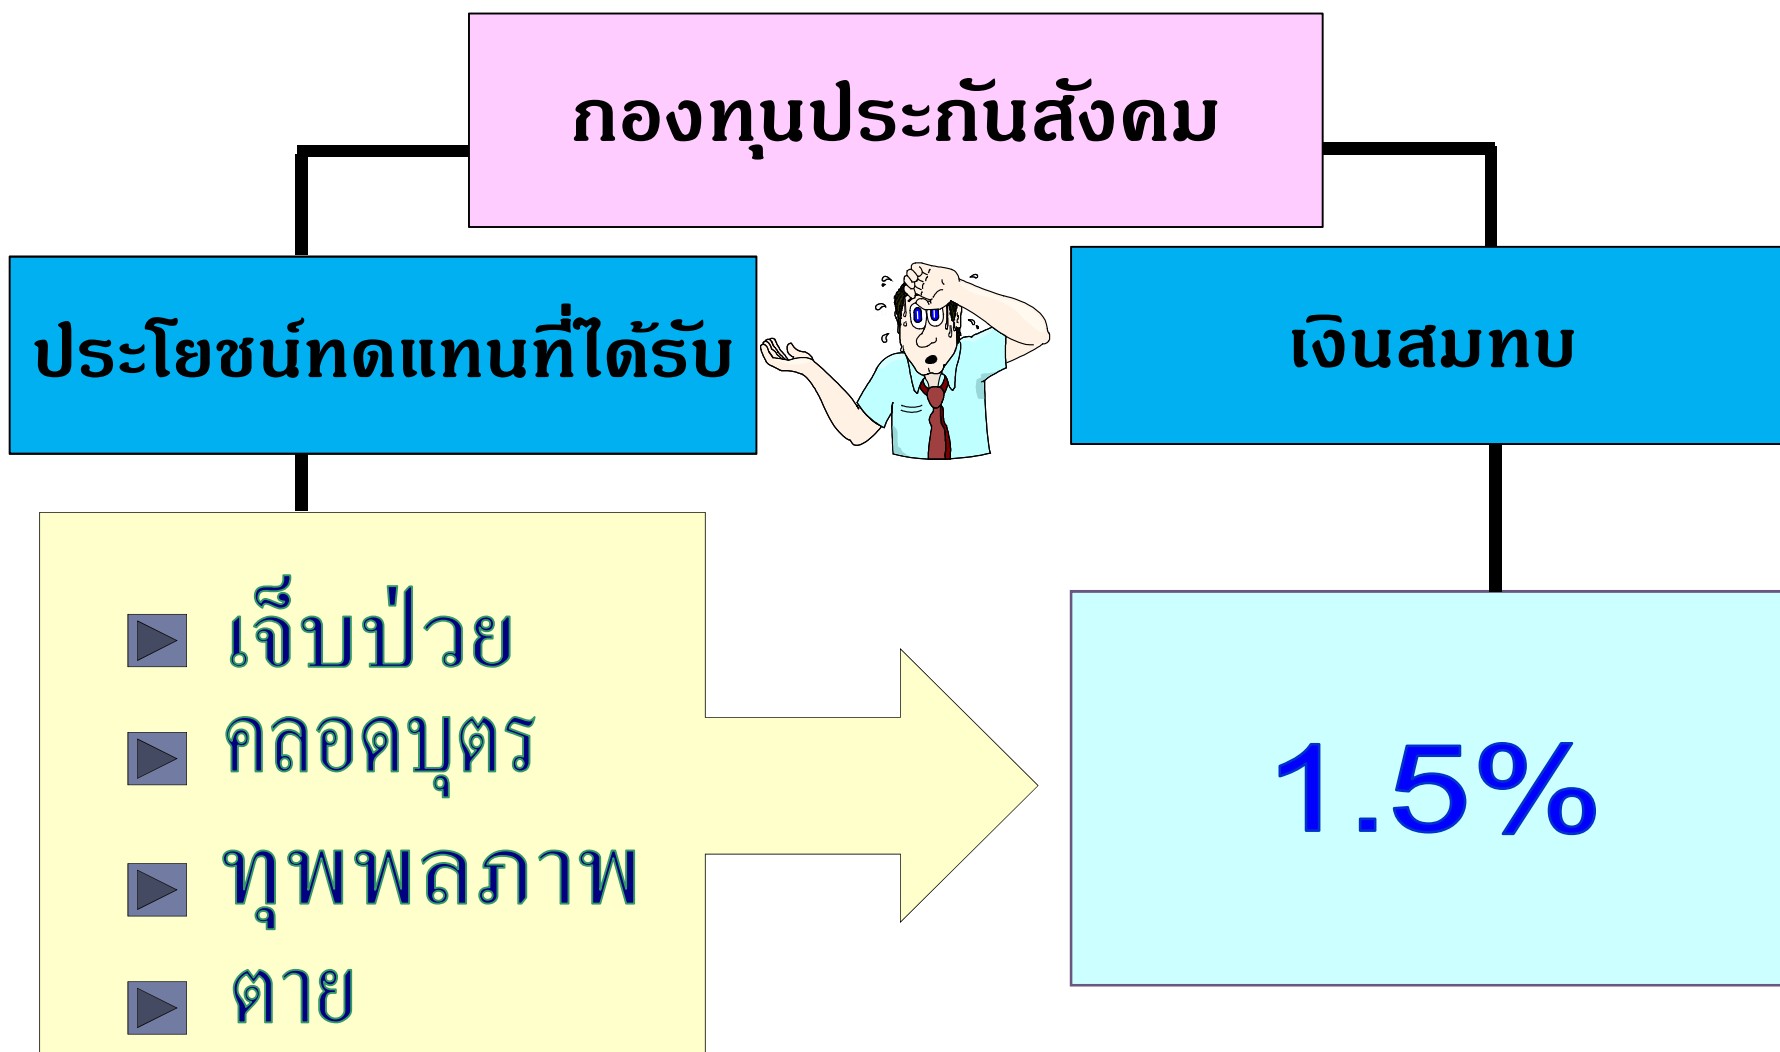 กองทุนประกันสังคม
ประโยชน์ทดแทนที่ได้รับ
เงินสมทบ
เจ็บป่วย
คลอดบุตร
ทุพพลภาพ
ตาย
1.5%